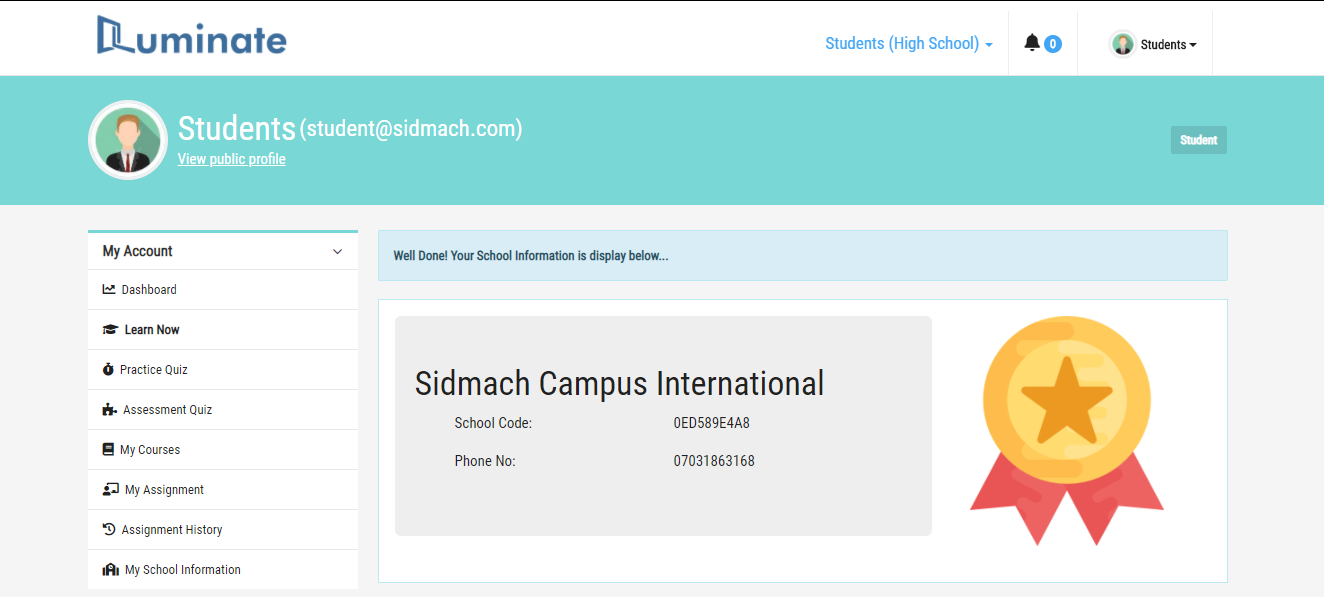 Luminate
Students (High School)
0
Students
Students (student@sidmach.com)
View public profile
Student
My Account
Dashboard
Learn Now
Practice Quiz
Assessment Quiz
My Courses
My Assignment
Assignment History
My School Information
Well Done! Your School Information is display below...
Sidmach Campus International
School Code: 0ED589E4A8
Phone No: 07031863168